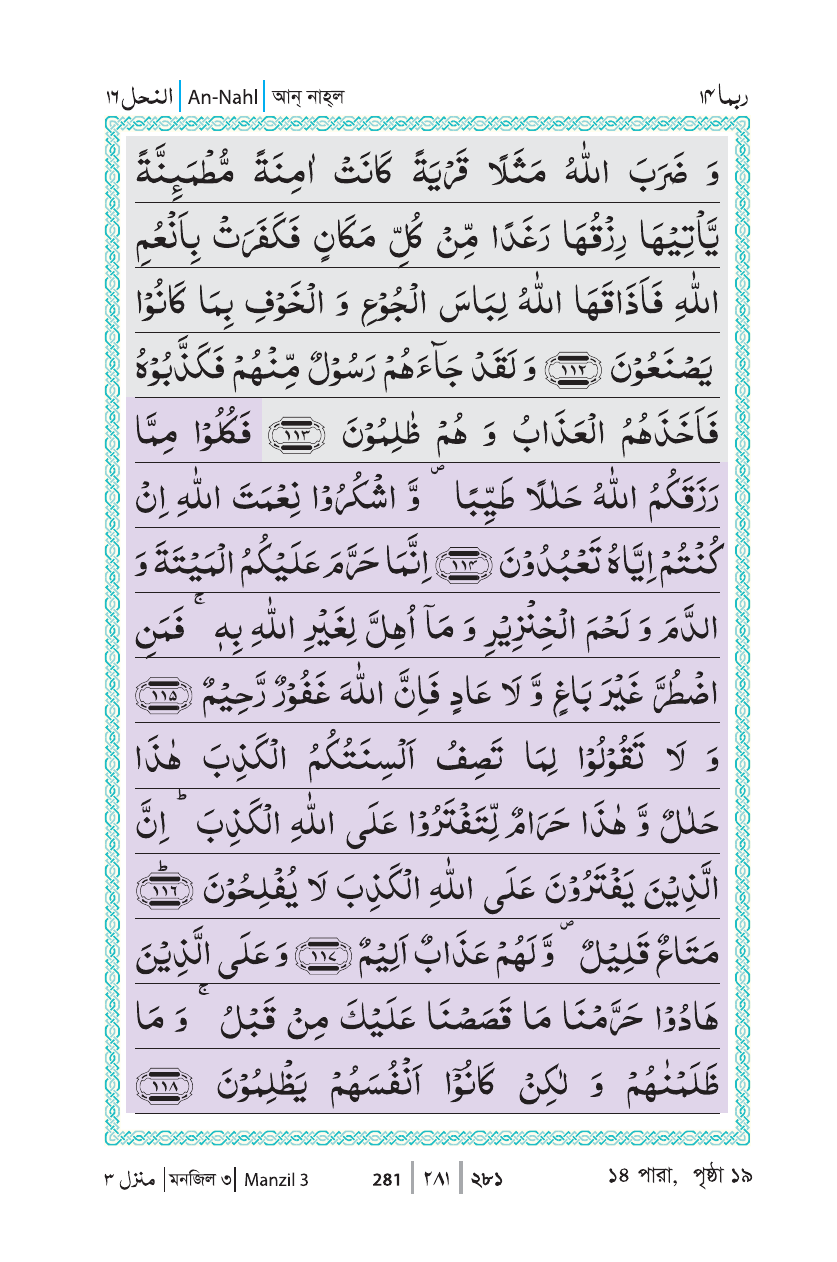 النحل١٦ | An-Nahl | আন্ নাহ্‌ল ربما١۴
وَ ضَرَبَ اللّٰهُ مَثَلًا قَرْیَةً كَانَتْ اٰمِنَةً مُّطْمَىِٕنَّةً
یَّاْتِیْهَا رِزْقُهَا رَغَدًا مِّنْ كُلِّ مَكَانٍ فَكَفَرَتْ بِاَنْعُمِ
اللّٰهِ فَاَذَاقَهَا اللّٰهُ لِبَاسَ الْجُوْعِ وَ الْخَوْفِ بِمَا كَانُوْا
یَصْنَعُوْنَ ﴿١١٢﴾ وَ لَقَدْ جَآءَهُمْ رَسُوْلٌ مِّنْهُمْ فَكَذَّبُوْهُ
فَاَخَذَهُمُ الْعَذَابُ وَ هُمْ ظٰلِمُوْنَ ﴿١١٣﴾ فَكُلُوْا مِمَّا
رَزَقَكُمُ اللّٰهُ حَلٰلًا طَیِّبًا ۪ وَّ اشْكُرُوْا نِعْمَتَ اللّٰهِ اِنْ
كُنْتُمْ اِیَّاهُ تَعْبُدُوْنَ ﴿١١۴﴾ اِنَّمَا حَرَّمَ عَلَیْكُمُ الْمَیْتَةَ وَ
الدَّمَ وَ لَحْمَ الْخِنْزِیْرِ وَ مَاۤ اُهِلَّ لِغَیْرِ اللّٰهِ بِهٖ ۚ فَمَنِ
اضْطُرَّ غَیْرَ بَاغٍ وَّ لَا عَادٍ فَاِنَّ اللّٰهَ غَفُوْرٌ رَّحِیْمٌ ﴿١١۵﴾
وَ لَا تَقُوْلُوْا لِمَا تَصِفُ اَلْسِنَتُكُمُ الْكَذِبَ هٰذَا
حَلٰلٌ وَّ هٰذَا حَرَامٌ لِّتَفْتَرُوْا عَلَی اللّٰهِ الْكَذِبَ ؕ اِنَّ
الَّذِیْنَ یَفْتَرُوْنَ عَلَی اللّٰهِ الْكَذِبَ لَا یُفْلِحُوْنَ ﴿١١٦﴾ؕ
مَتَاعٌ قَلِیْلٌ ۪ وَّ لَهُمْ عَذَابٌ اَلِیْمٌ ﴿١١٧﴾ وَ عَلَی الَّذِیْنَ
هَادُوْا حَرَّمْنَا مَا قَصَصْنَا عَلَیْكَ مِنْ قَبْلُ ۚ وَ مَا
ظَلَمْنٰهُمْ وَ لٰكِنْ كَانُوْۤا اَنْفُسَهُمْ یَظْلِمُوْنَ ﴿١١٨﴾
منزل ٣ | মনজিল ৩ | Manzil 3 281 | ٢٨١ | ২৮১ ১৪ পারা, পৃষ্ঠা ১৯